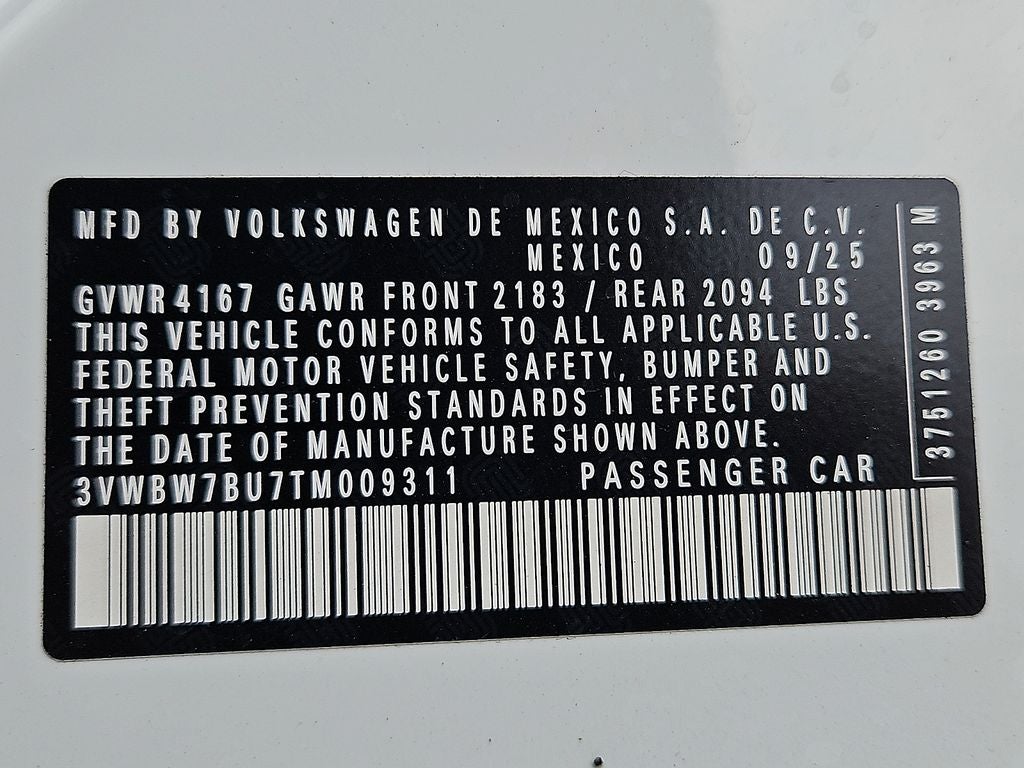 MFD BY VOLKSWAGEN DE MEXICO S.A. DE C.V.
MEXICO 09/25
GVWR 4167 GAWR FRONT 2183 / REAR 2094 LBS
THIS VEHICLE CONFORMS TO ALL APPLICABLE U.S.
FEDERAL MOTOR VEHICLE SAFETY, BUMPER AND
THEFT PREVENTION STANDARDS IN EFFECT ON
THE DATE OF MANUFACTURE SHOWN ABOVE.
3VWBW7BU7TM009311 PASSENGER CAR
3751260 3963 M